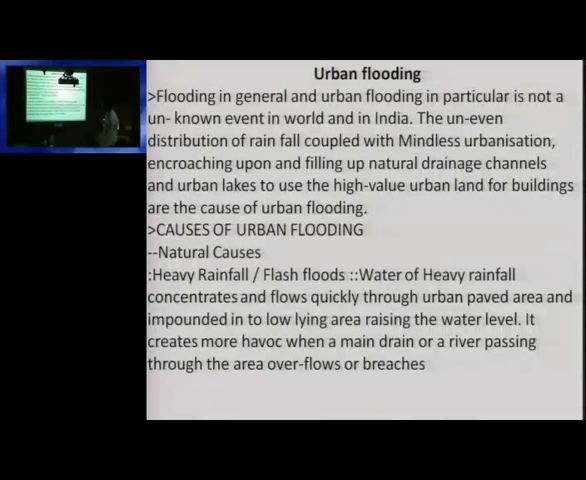 Urban flooding
>Flooding in general and urban flooding in particular is not a
un- known event in world and in India. The un-even
distribution of rain fall coupled with Mindless urbanisation,
encroaching upon and filling up natural drainage channels
and urban lakes to use the high-value urban land for buildings
are the cause of urban flooding.
>CAUSES OF URBAN FLOODING
--Natural Causes
:Heavy Rainfall / Flash floods ::Water of Heavy rainfall
concentrates and flows quickly through urban paved area and
impounded in to low lying area raising the water level. It
creates more havoc when a main drain or a river passing
through the area over-flows or breaches